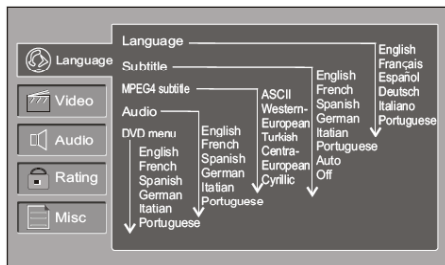 Language
Video
Audio
Rating
Misc
Language
Subtitle
MPEG4 subtitle
Audio
DVD menu
English
French
Spanish
German
Italian
Portuguese
English
French
Spanish
German
Italian
Portuguese
ASCII
Western-
European
Turkish
Centra-
European
Cyrillic
English
French
Spanish
German
Italian
Portuguese
Auto
Off
English
Français
Español
Deutsch
Italiano
Portuguese